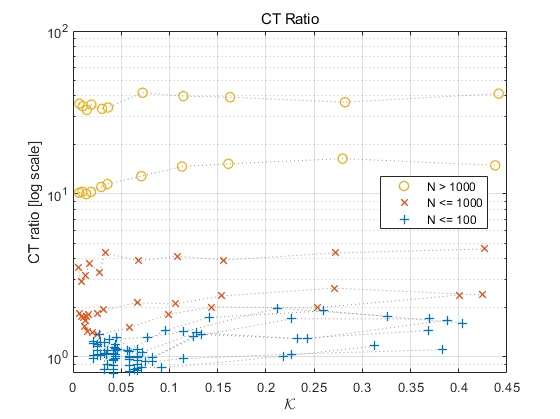 CT Ratio
CT ratio [log scale]
10^2
10^1
10^0
N > 1000
N <= 1000
N <= 100
0 0.05 0.1 0.15 0.2 0.25 0.3 0.35 0.4 0.45
𝒦